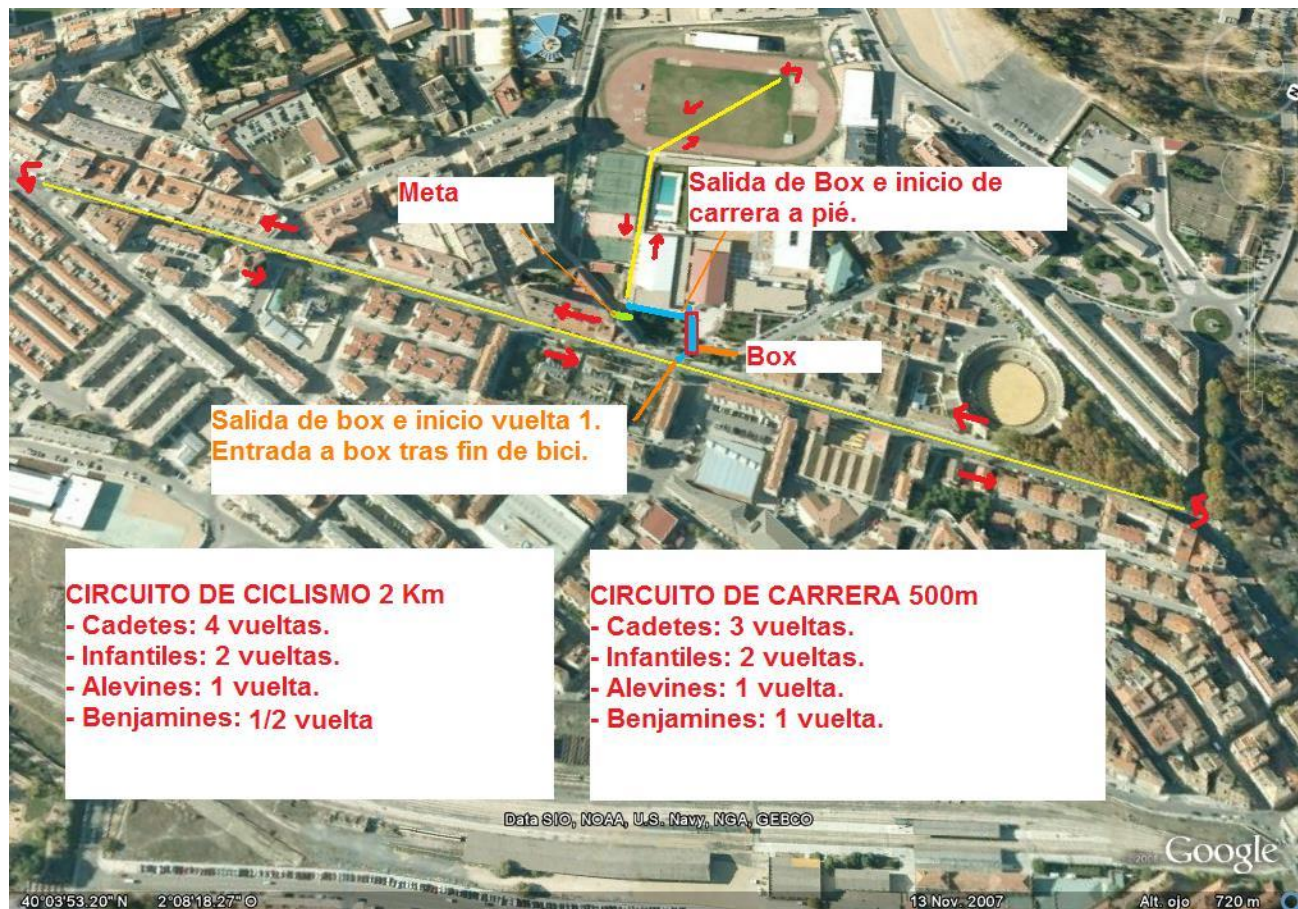 Meta
Salida de Box e inicio de
carrera a pié.
Box
Salida de box e inicio vuelta 1.
Entrada a box tras fin de bici.
CIRCUITO DE CICLISMO 2 Km
- Cadetes: 4 vueltas.
- Infantiles: 2 vueltas.
- Alevines: 1 vuelta.
- Benjamines: 1/2 vuelta
CIRCUITO DE CARRERA 500m
- Cadetes: 3 vueltas.
- Infantiles: 2 vueltas.
- Alevines: 1 vuelta.
- Benjamines: 1 vuelta.
Data SIO, NOAA, U.S. Navy, NGA, GEBCO
Google
40°03'53.20" N 2°08'18.27" O
13 Nov. 2007
Alt. ojo 720 m